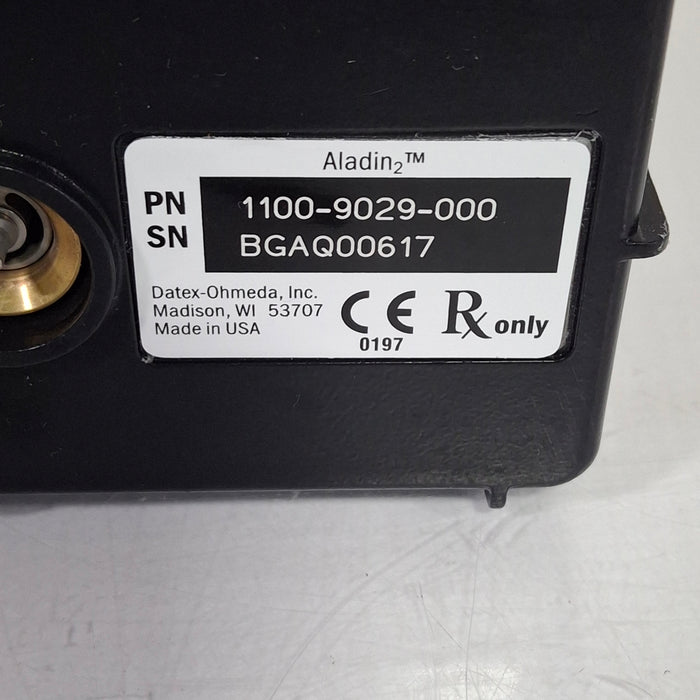 Aladin₂™
PN 1100-9029-000
SN BGAQ00617
Datex-Ohmeda, Inc.
Madison, WI 53707
Made in USA
CE
0197
Rx only